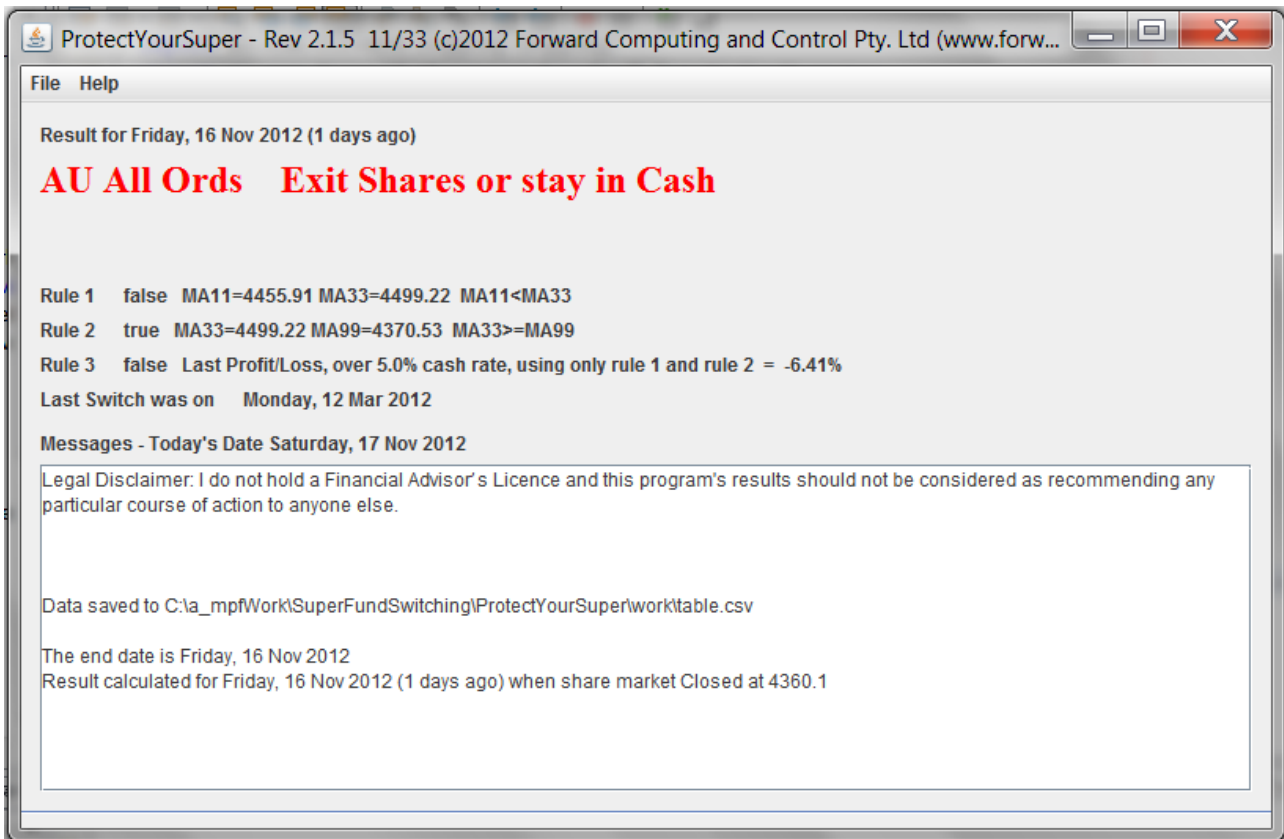 ProtectYourSuper - Rev 2.1.5  11/33 (c)2012 Forward Computing and Control Pty. Ltd (www.forw...
File   Help
Result for Friday, 16 Nov 2012 (1 days ago)
AU All Ords    Exit Shares or stay in Cash
Rule 1    false   MA11=4455.91 MA33=4499.22  MA11<MA33
Rule 2    true   MA33=4499.22 MA99=4370.53  MA33>=MA99
Rule 3    false   Last Profit/Loss, over 5.0% cash rate, using only rule 1 and rule 2  =  -6.41%
Last Switch was on    Monday, 12 Mar 2012
Messages - Today's Date Saturday, 17 Nov 2012
Legal Disclaimer: I do not hold a Financial Advisor's Licence and this program's results should not be considered as recommending any
particular course of action to anyone else.
Data saved to C:\a_mpfWork\SuperFundSwitching\ProtectYourSuper\work\table.csv
The end date is Friday, 16 Nov 2012
Result calculated for Friday, 16 Nov 2012 (1 days ago) when share market Closed at 4360.1